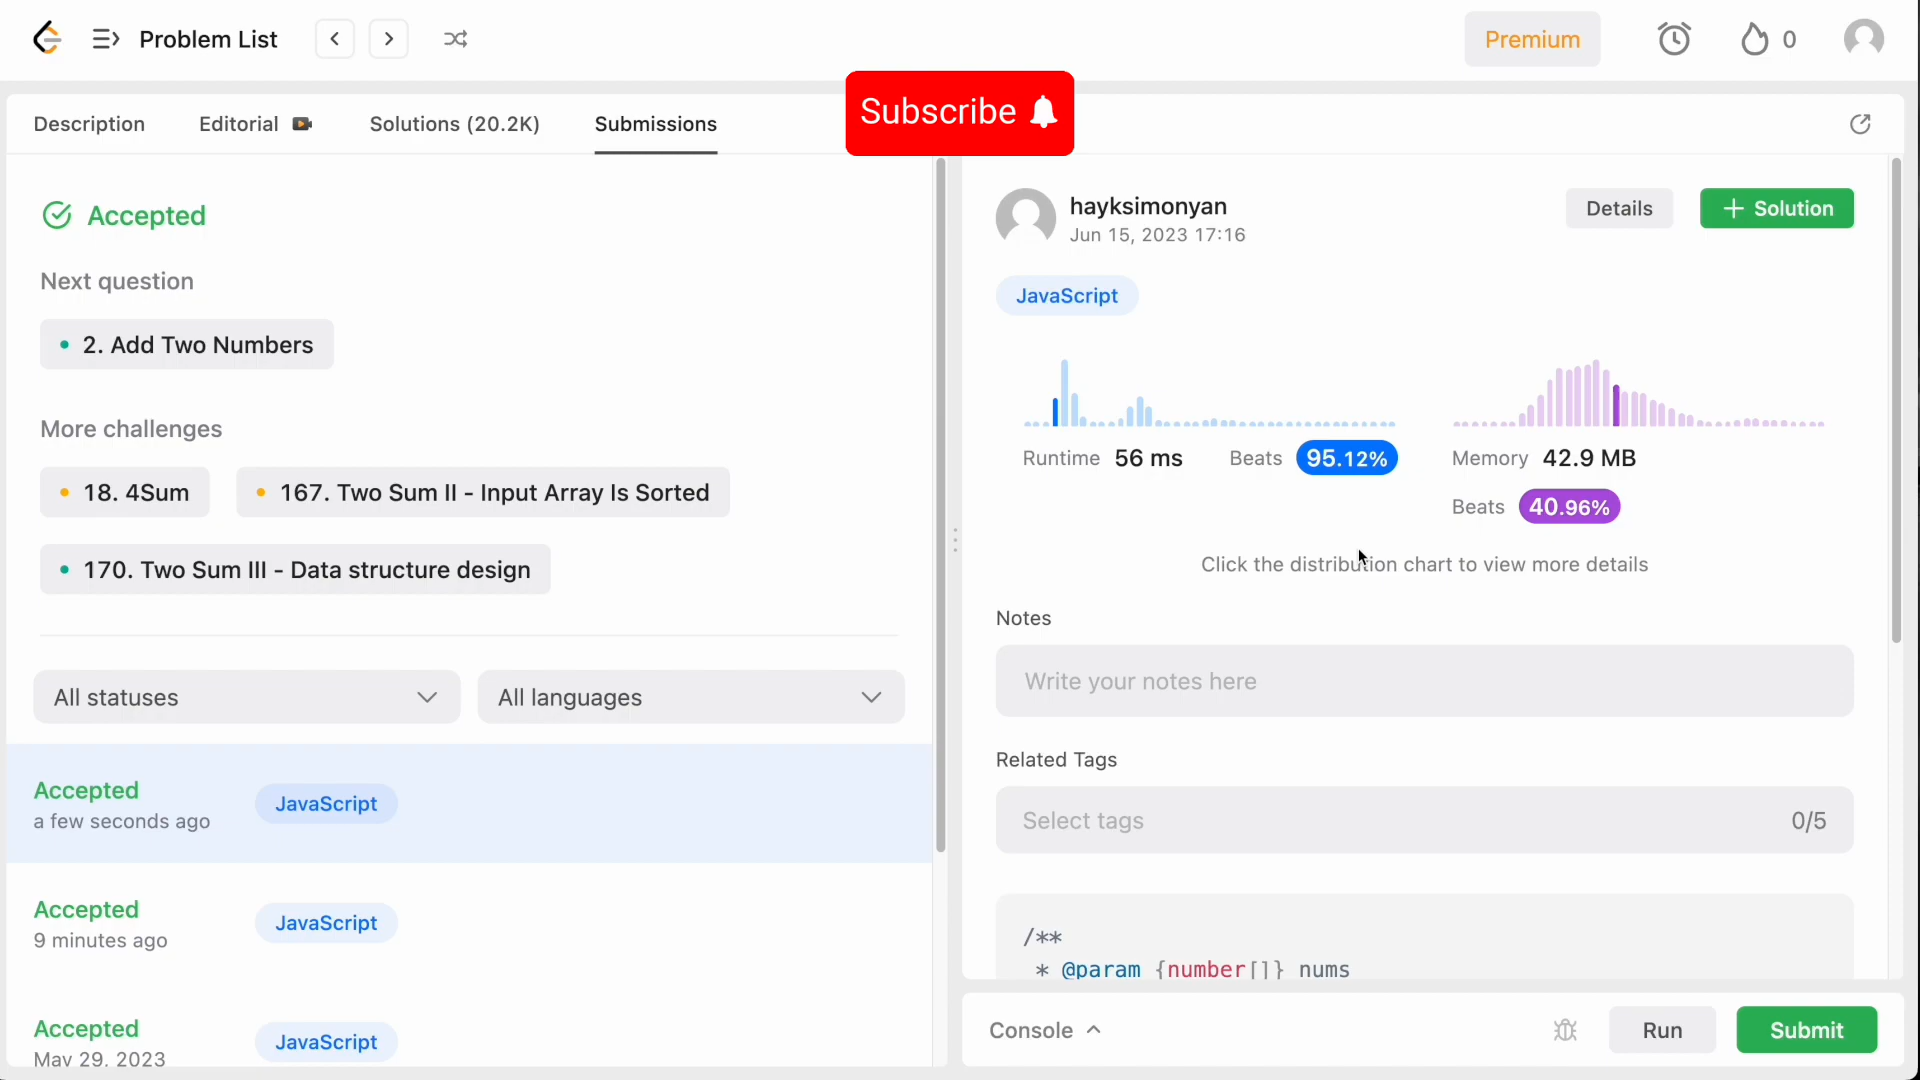 Problem List
Premium
0
Subscribe
Description
Editorial
Solutions (20.2K)
Submissions
Accepted
Next question
2. Add Two Numbers
More challenges
18. 4Sum
167. Two Sum II - Input Array Is Sorted
170. Two Sum III - Data structure design
All statuses
All languages
Accepted
a few seconds ago
JavaScript
Accepted
9 minutes ago
JavaScript
Accepted
May 29, 2023
JavaScript
hayksimonyan
Jun 15, 2023 17:16
Details
+ Solution
JavaScript
Runtime 56 ms Beats 95.12%
Memory 42.9 MB
Beats 40.96%
Click the distribution chart to view more details
Notes
Write your notes here
Related Tags
Select tags
0/5
/**
* @param {number[]} nums
Console
Run
Submit